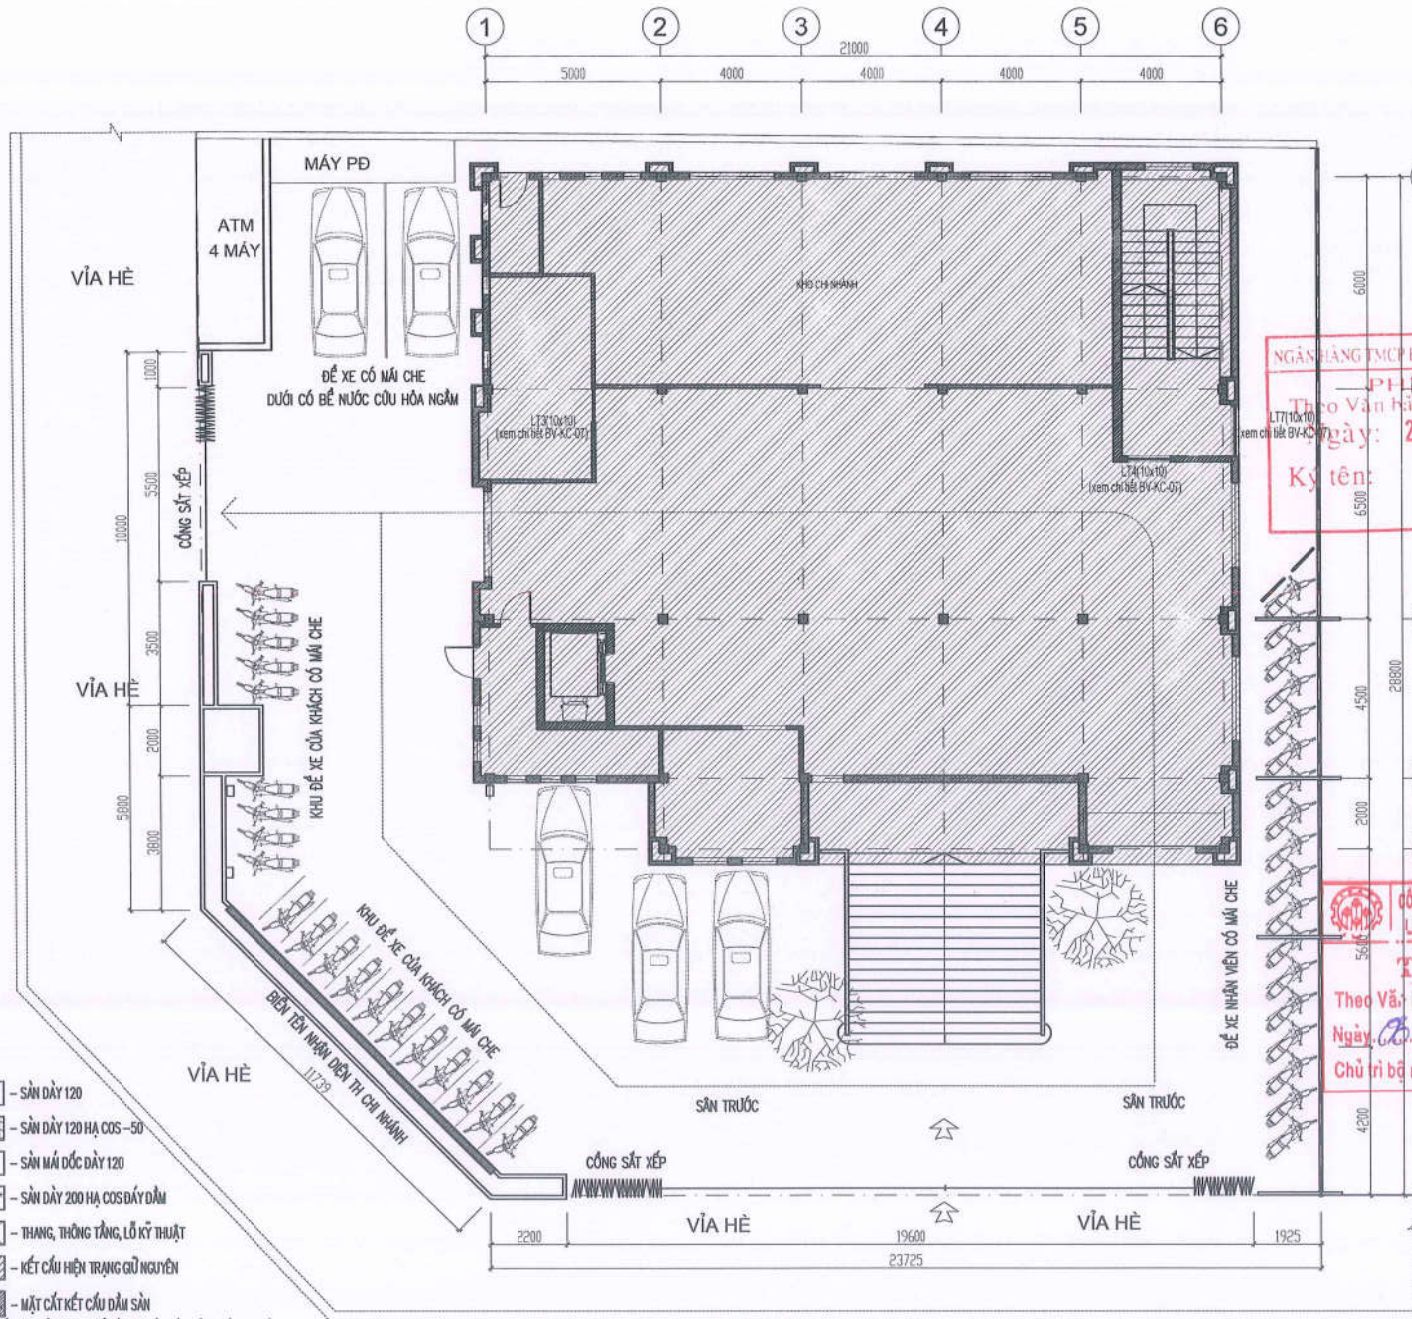 1 2 3 4 5 6
21000
5000 4000 4000 4000 4000
MÁY PĐ
ATM
4 MÁY
VỈA HÈ
KHO CHI NHÁNH
6000
1000
ĐỂ XE CÓ MÁI CHE
DƯỚI CÓ BỂ NƯỚC CỨU HỎA NGẦM
LT3(10x10)
(xem chi tiết BV-KC-07)
LT7(10x10)
(xem chi tiết BV-KC-07)
LT4(10x10)
(xem chi tiết BV-KC-07)
NGÂN HÀNG TMCP
Theo Văn
Ngày: 2
Ký tên:
CỔNG SẮT XẾP
5500
10000
6500
3500
KHU ĐỂ XE CỦA KHÁCH CÓ MÁI CHE
VỈA HÈ
4500
28800
2000
5800
3800
2000
KHU ĐỂ XE CỦA KHÁCH CÓ MÁI CHE
ĐỂ XE NHÂN VIÊN CÓ MÁI CHE
BIỂN TÊN NHẬN DIỆN TH CHI NHÁNH
11739
Theo Vă
Ngày.
Chủ trì bộ
VỈA HÈ
SÂN TRƯỚC
SÂN TRƯỚC
4200
CỔNG SẮT XẾP
CỔNG SẮT XẾP
VỈA HÈ
VỈA HÈ
2200 19600 1925
23725
– SÀN DÀY 120
– SÀN DÀY 120 HẠ COS -50
– SÀN MÁI DỐC DÀY 120
– SÀN DÀY 200 HẠ COS ĐÁY DẦM
– THANG, THÔNG TẦNG, LỖ KỸ THUẬT
– KẾT CẤU HIỆN TRẠNG GIỮ NGUYÊN
– MẶT CẮT KẾT CẤU DẦM SÀN